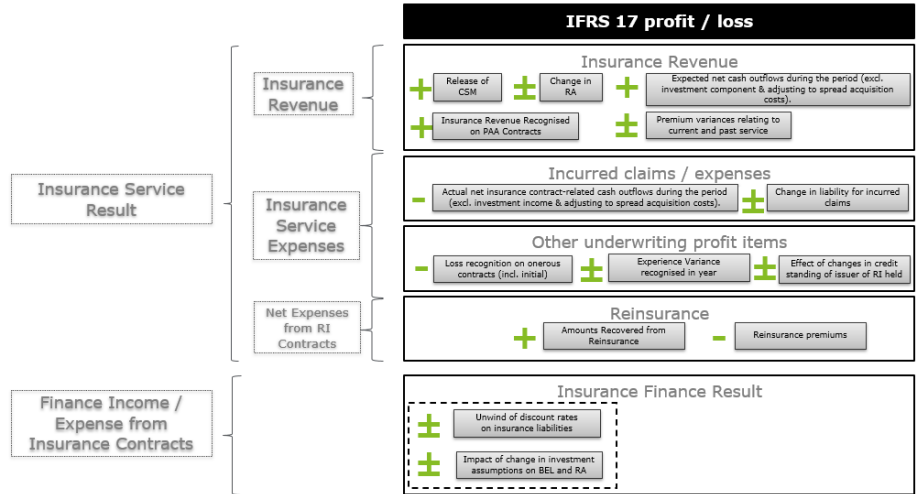 IFRS 17 profit / loss
Insurance
Revenue
Insurance Revenue
+
Release of
CSM
±
Change in
RA
+
Expected net cash outflows during the period (excl.
investment component & adjusting to spread acquisition
costs).
+
Insurance Revenue Recognised
on PAA Contracts
±
Premium variances relating to
current and past service
Insurance Service
Result
Insurance
Service
Expenses
Incurred claims / expenses
-
Actual net insurance contract-related cash outflows during the period
(excl. investment income & adjusting to spread acquisition costs).
±
Change in liability for incurred
claims
Other underwriting profit items
-
Loss recognition on onerous
contracts (incl. initial)
±
Experience Variance
recognised in year
±
Effect of changes in credit
standing of issuer of RI held
Net Expenses
from RI
Contracts
Reinsurance
+
Amounts Recovered from
Reinsurance
-
Reinsurance premiums
Finance Income /
Expense from
Insurance Contracts
Insurance Finance Result
±
Unwind of discount rates
on insurance liabilities
±
Impact of change in investment
assumptions on BEL and RA